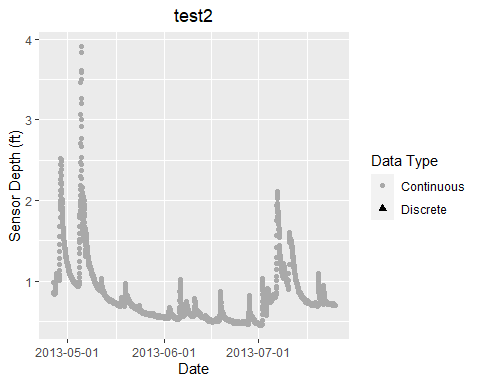 test2
Sensor Depth (ft)
4
3
2
1
2013-05-01
2013-06-01
2013-07-01
Date
Data Type
Continuous
Discrete